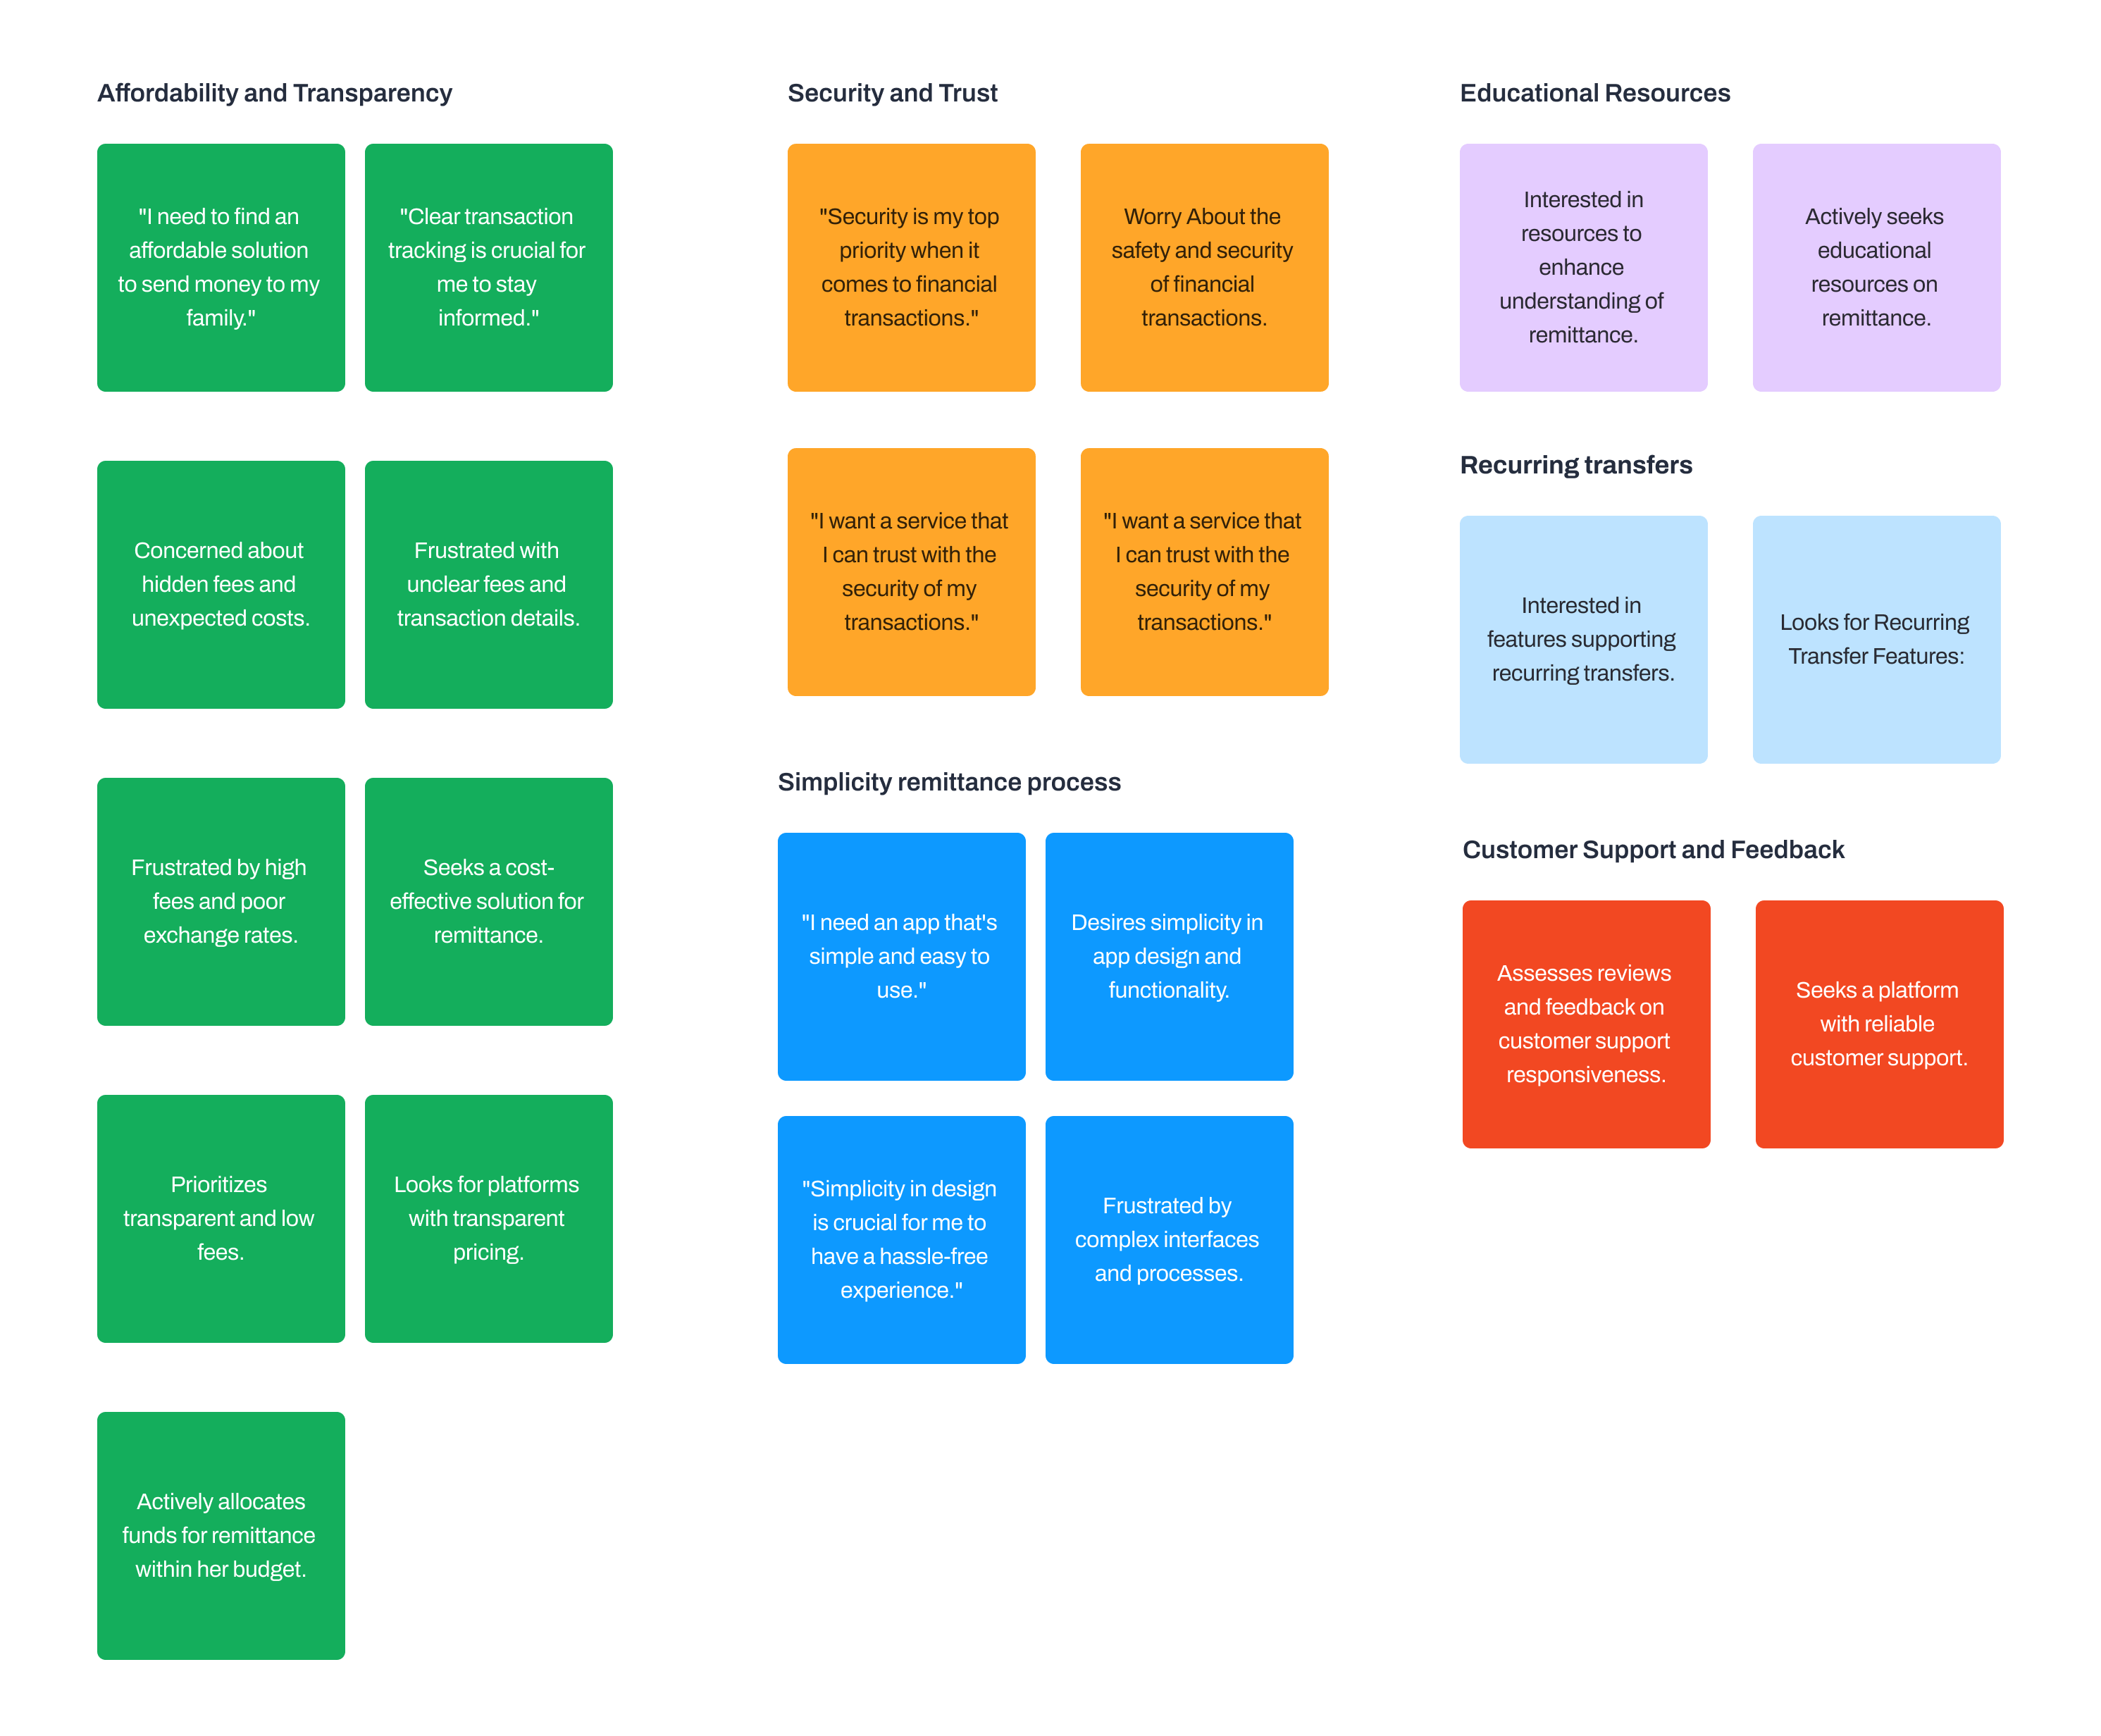 Affordability and Transparency
"I need to find an
affordable solution
to send money to my
family."
"Clear transaction
tracking is crucial for
me to stay
informed."
Concerned about
hidden fees and
unexpected costs.
Frustrated with
unclear fees and
transaction details.
Frustrated by high
fees and poor
exchange rates.
Seeks a cost-
effective solution for
remittance.
Prioritizes
transparent and low
fees.
Looks for platforms
with transparent
pricing.
Actively allocates
funds for remittance
within her budget.
Security and Trust
"Security is my top
priority when it
comes to financial
transactions."
Worry About the
safety and security
of financial
transactions.
"I want a service that
I can trust with the
security of my
transactions."
"I want a service that
I can trust with the
security of my
transactions."
Simplicity remittance process
"I need an app that's
simple and easy to
use."
Desires simplicity in
app design and
functionality.
"Simplicity in design
is crucial for me to
have a hassle-free
experience."
Frustrated by
complex interfaces
and processes.
Educational Resources
Interested in
resources to
enhance
understanding of
remittance.
Actively seeks
educational
resources on
remittance.
Recurring transfers
Interested in
features supporting
recurring transfers.
Looks for Recurring
Transfer Features:
Customer Support and Feedback
Assesses reviews
and feedback on
customer support
responsiveness.
Seeks a platform
with reliable
customer support.